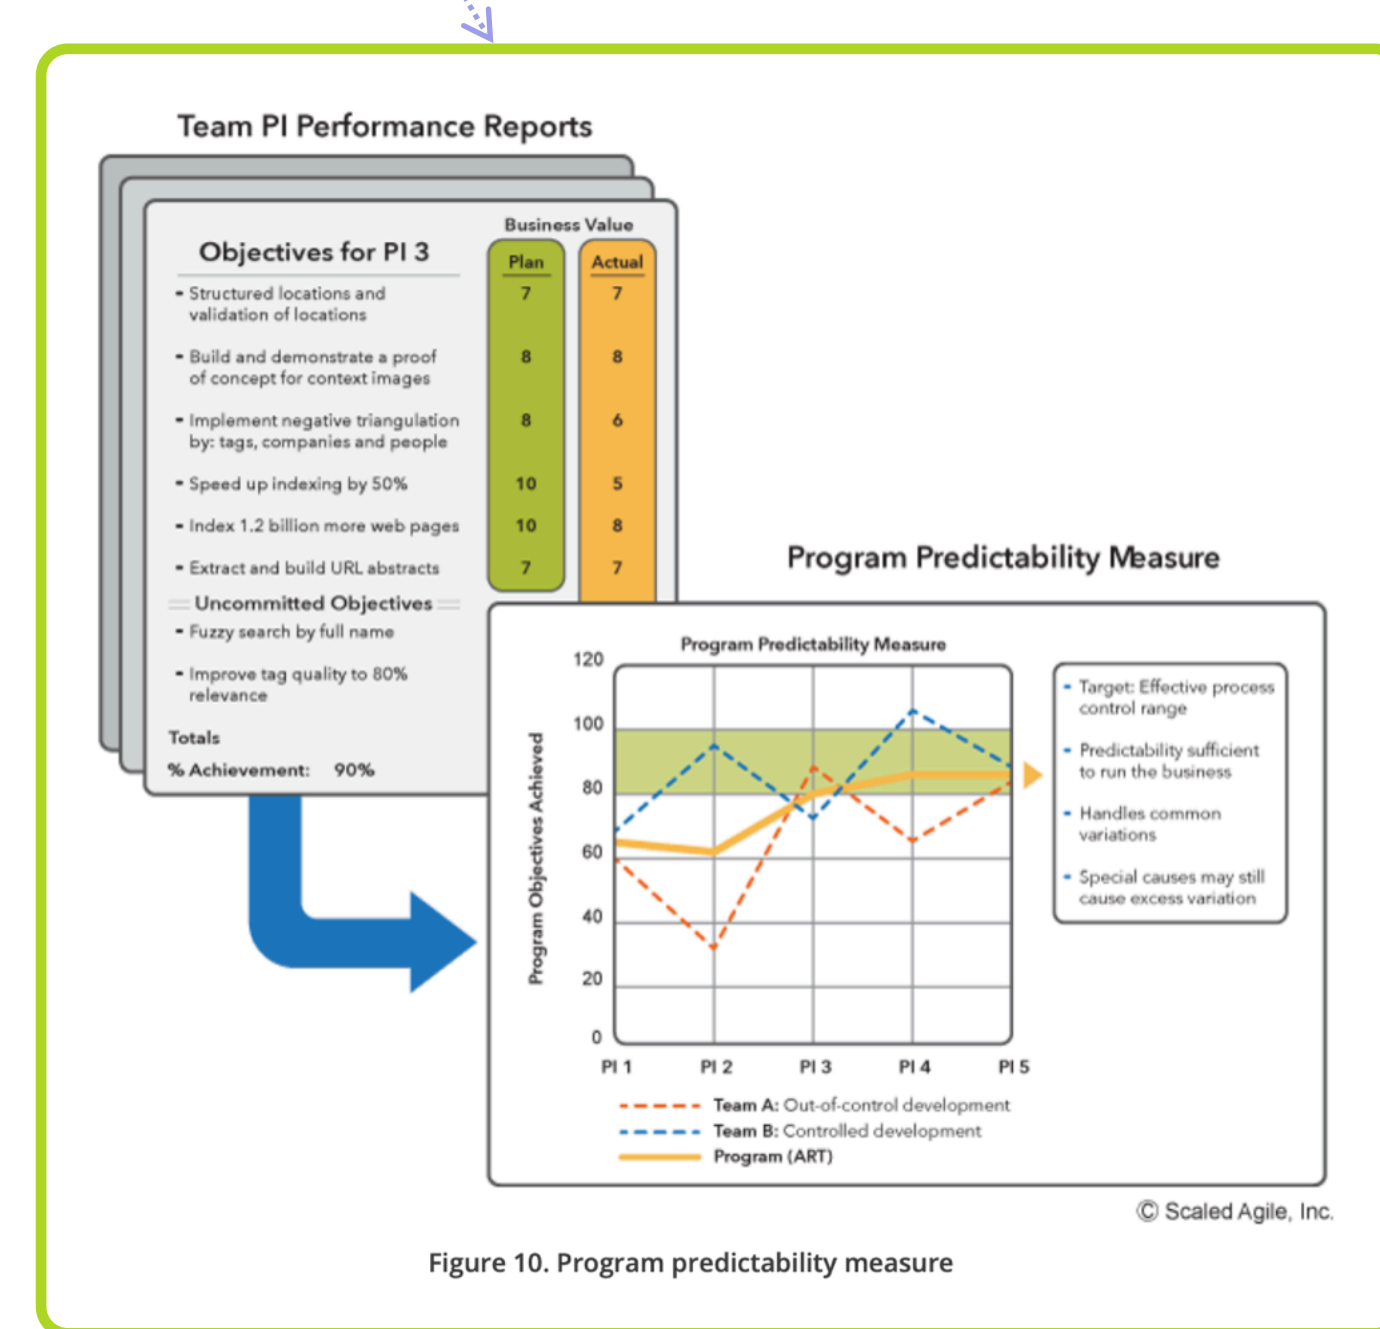 Team PI Performance Reports
Business Value
Objectives for PI 3
Plan
Actual
- Structured locations and
validation of locations
7
7
- Build and demonstrate a proof
of concept for context images
8
8
- Implement negative triangulation
by: tags, companies and people
8
6
- Speed up indexing by 50%
10
5
- Index 1.2 billion more web pages
10
8
- Extract and build URL abstracts
7
7
Uncommitted Objectives
- Fuzzy search by full name
- Improve tag quality to 80%
relevance
Totals
% Achievement: 90%
Program Predictability Measure
Program Predictability Measure
Program Objectives Achieved
120
100
80
60
40
20
0
PI 1
PI 2
PI 3
PI 4
PI 5
- Target: Effective process
control range
- Predictability sufficient
to run the business
- Handles common
variations
- Special causes may still
cause excess variation
Team A: Out-of-control development
Team B: Controlled development
Program (ART)
© Scaled Agile, Inc.
Figure 10. Program predictability measure